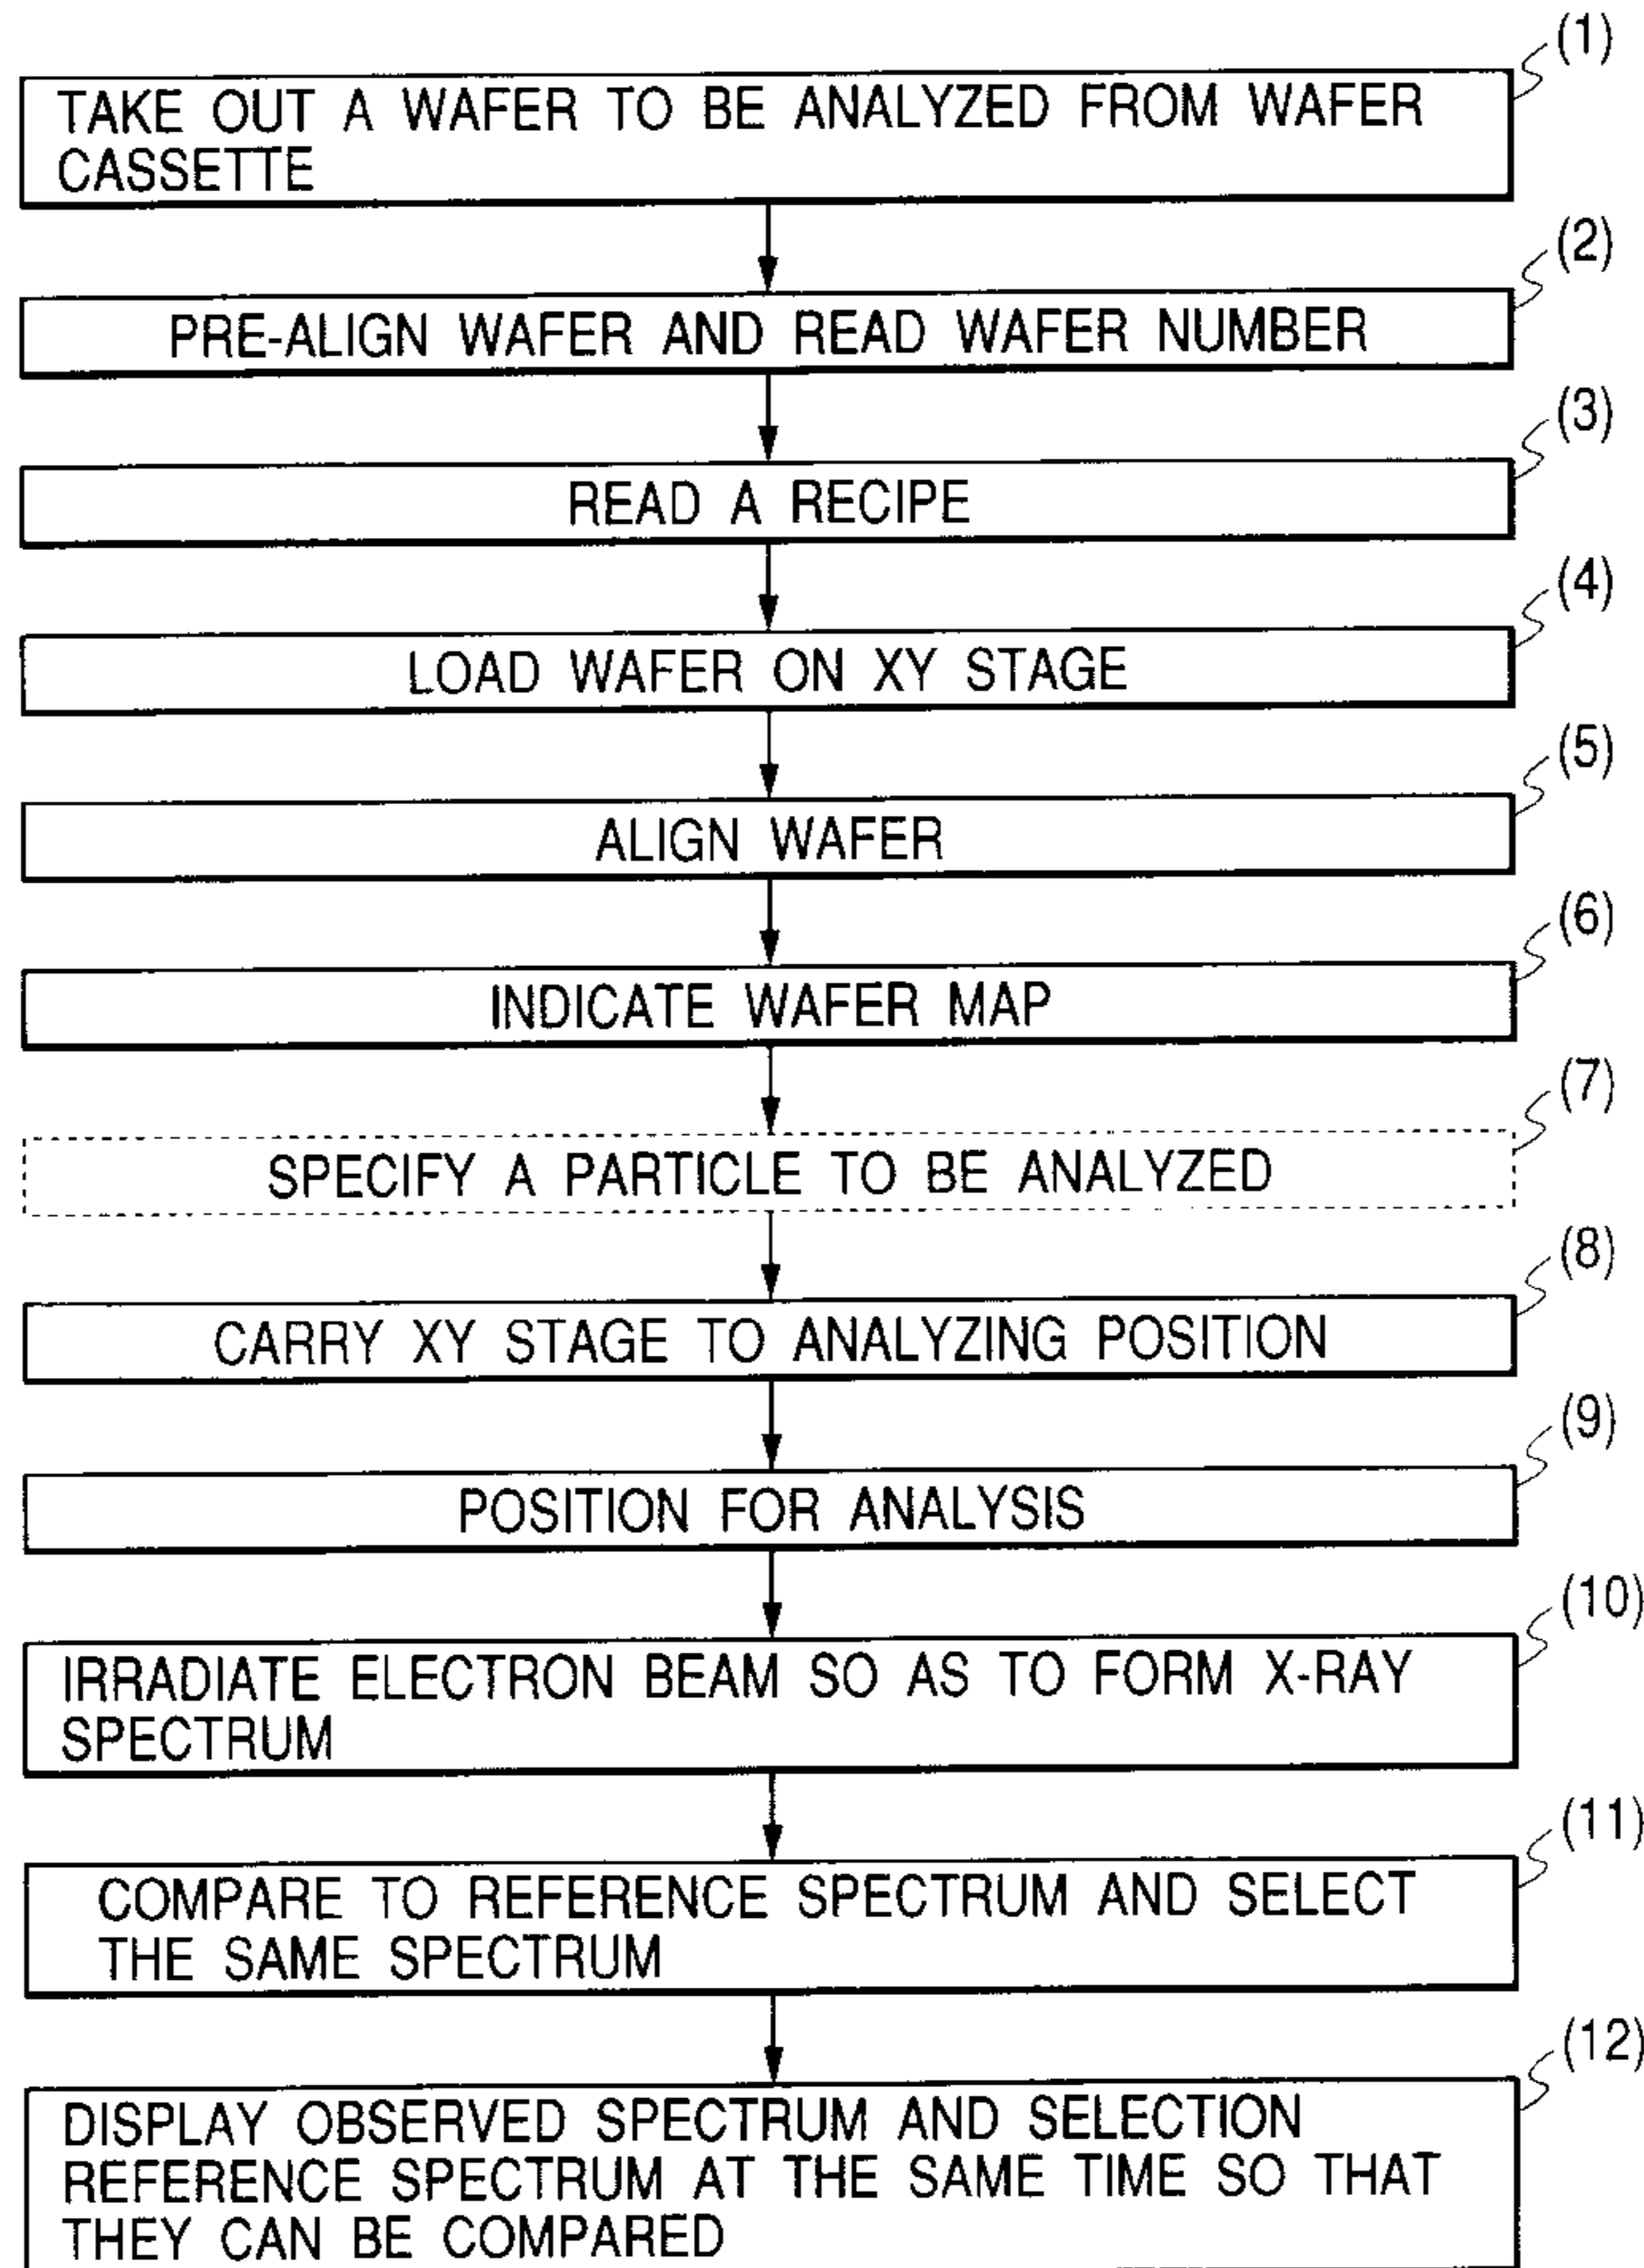 (1)
TAKE OUT A WAFER TO BE ANALYZED FROM WAFER
CASSETTE
(2)
PRE-ALIGN WAFER AND READ WAFER NUMBER
(3)
READ A RECIPE
(4)
LOAD WAFER ON XY STAGE
(5)
ALIGN WAFER
(6)
INDICATE WAFER MAP
(7)
SPECIFY A PARTICLE TO BE ANALYZED
(8)
CARRY XY STAGE TO ANALYZING POSITION
(9)
POSITION FOR ANALYSIS
(10)
IRRADIATE ELECTRON BEAM SO AS TO FORM X-RAY
SPECTRUM
(11)
COMPARE TO REFERENCE SPECTRUM AND SELECT
THE SAME SPECTRUM
(12)
DISPLAY OBSERVED SPECTRUM AND SELECTION
REFERENCE SPECTRUM AT THE SAME TIME SO THAT
THEY CAN BE COMPARED